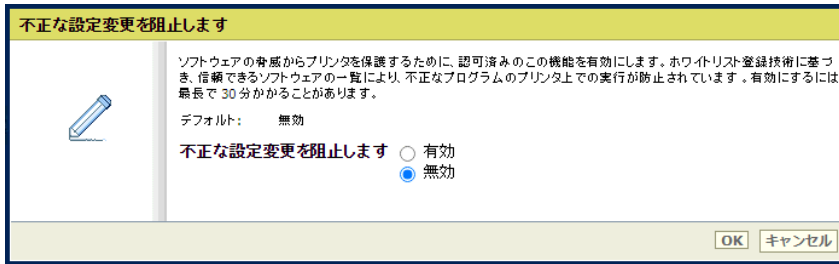 不正な設定変更を阻止します
ソフトウェアの脅威からプリンタを保護するために、認可済みのこの機能を有効にします。ホワイトリスト登録技術に基づ
き、信頼できるソフトウェアの一覧により、不正なプログラムのプリンタ上での実行が防止されています。有効にするには
最長で 30 分かかることがあります。
デフォルト: 無効
不正な設定変更を阻止します 有効
無効
OK キャンセル